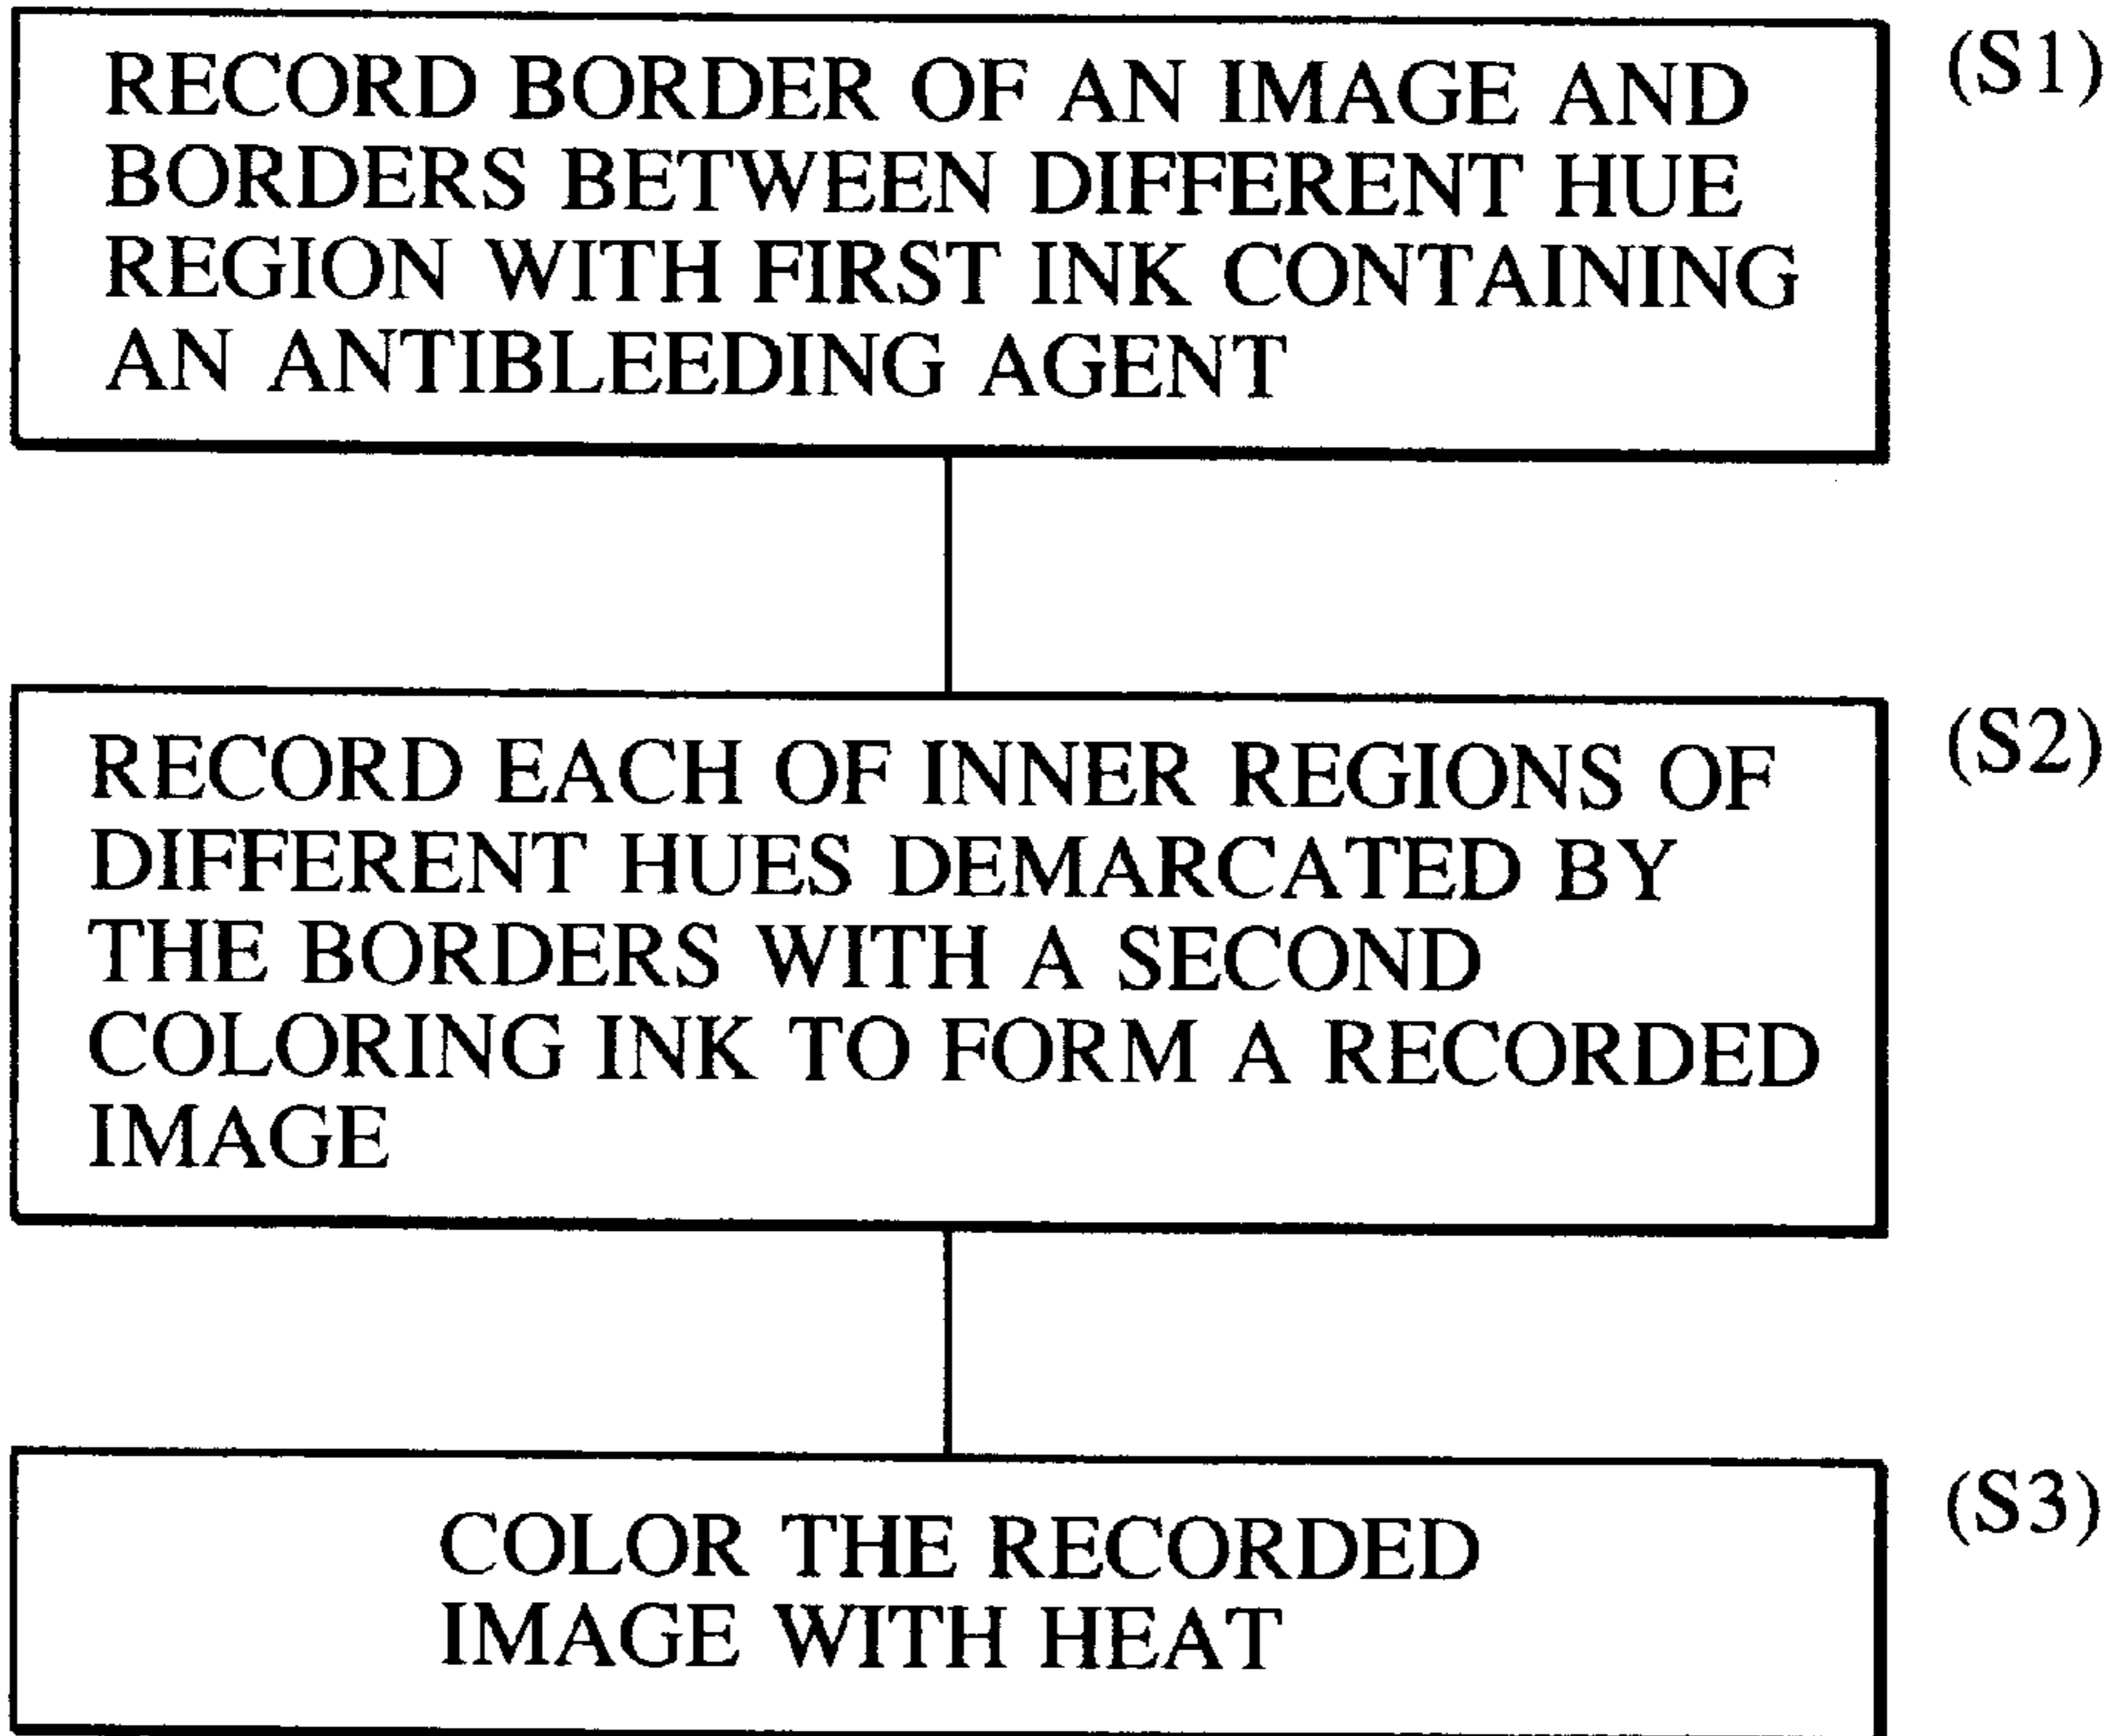 RECORD BORDER OF AN IMAGE AND (S1)
BORDERS BETWEEN DIFFERENT HUE
REGION WITH FIRST INK CONTAINING
AN ANTIBLEEDING AGENT
RECORD EACH OF INNER REGIONS OF (S2)
DIFFERENT HUES DEMARCATED BY
THE BORDERS WITH A SECOND
COLORING INK TO FORM A RECORDED
IMAGE
COLOR THE RECORDED (S3)
IMAGE WITH HEAT